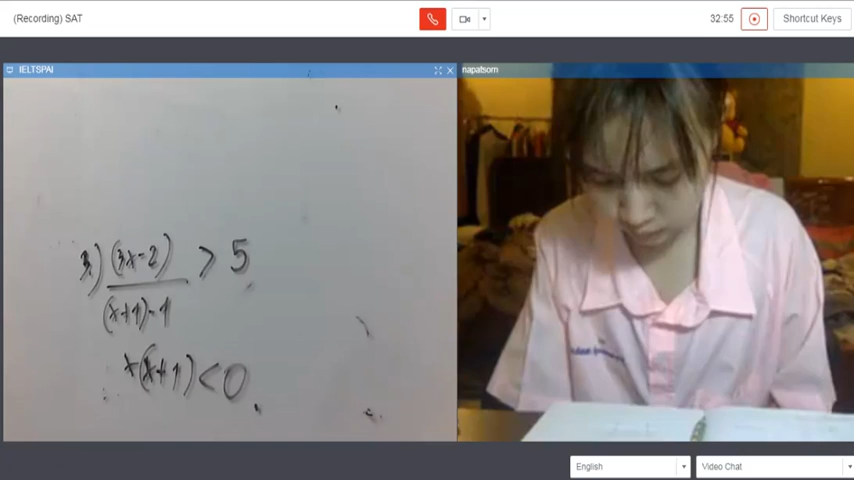 (Recording) SAT
32:55
Shortcut Keys
IELTSPAI
napatsorn
3) (3x-2) > 5
(x+1)-1
x(x+1) < 0
English
Video Chat